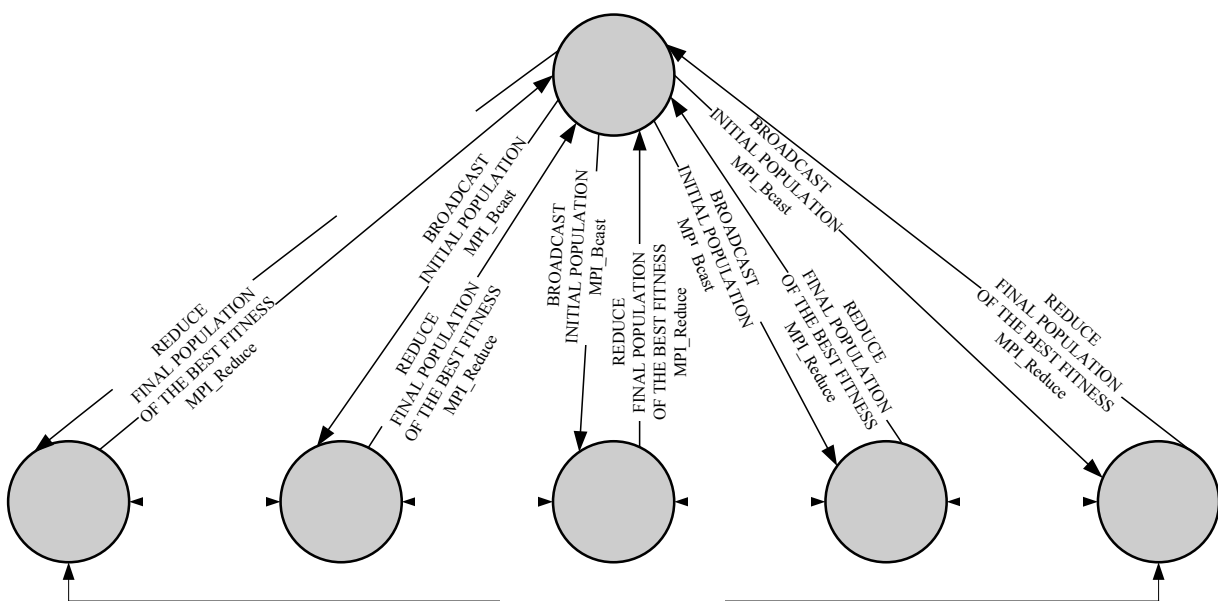 REDUCE
FINAL POPULATION
OF THE BEST FITNESS
MPI_Reduce
BROADCAST
INITIAL POPULATION
MPI_Bcast
REDUCE
FINAL POPULATION
OF THE BEST FITNESS
MPI_Reduce
BROADCAST
INITIAL POPULATION
MPI_Bcast
REDUCE
FINAL POPULATION
OF THE BEST FITNESS
MPI_Reduce
BROADCAST
INITIAL POPULATION
MPI_Bcast
REDUCE
FINAL POPULATION
OF THE BEST FITNESS
MPI_Reduce
BROADCAST
INITIAL POPULATION
MPI_Bcast
REDUCE
FINAL POPULATION
OF THE BEST FITNESS
MPI_Reduce